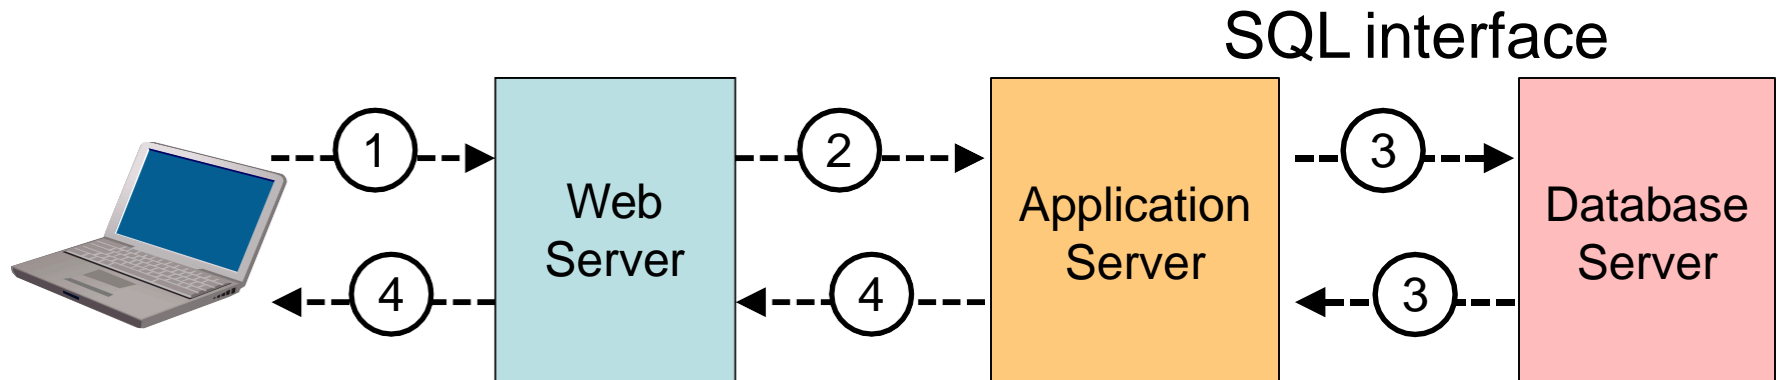 SQL interface
1
2
3
Web
Server
Application
Server
Database
Server
4
4
3